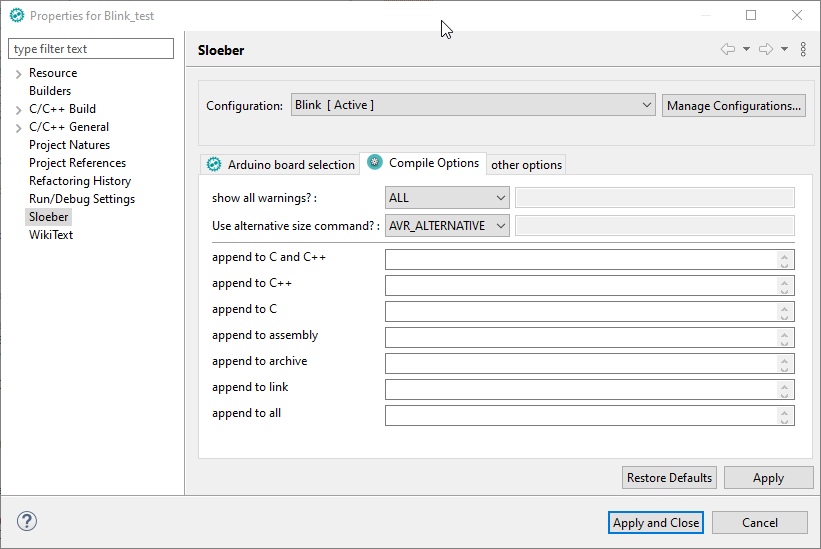 Properties for Blink_test
type filter text
Resource
Builders
C/C++ Build
C/C++ General
Project Natures
Project References
Refactoring History
Run/Debug Settings
Sloeber
WikiText
Sloeber
Configuration: Blink [ Active ] Manage Configurations...
Arduino board selection Compile Options other options
show all warnings? : ALL
Use alternative size command? : AVR_ALTERNATIVE
append to C and C++
append to C++
append to C
append to assembly
append to archive
append to link
append to all
Restore Defaults Apply
? Apply and Close Cancel